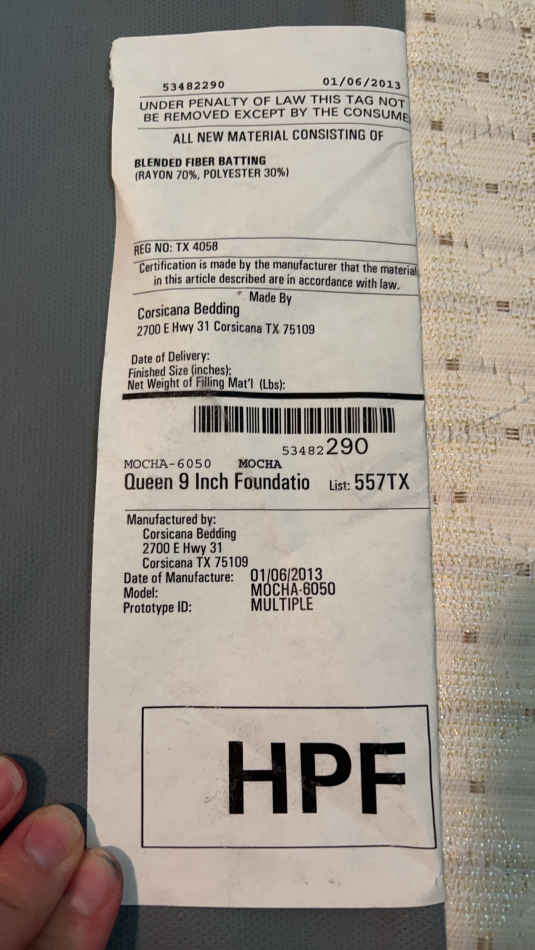 53482290 01/06/2013
UNDER PENALTY OF LAW THIS TAG NOT
BE REMOVED EXCEPT BY THE CONSUME
ALL NEW MATERIAL CONSISTING OF
BLENDED FIBER BATTING
(RAYON 70%, POLYESTER 30%)
REG NO: TX 4058
Certification is made by the manufacturer that the material
in this article described are in accordance with law.
Made By
Corsicana Bedding
2700 E Hwy 31 Corsicana TX 75109
Date of Delivery:
Finished Size (inches):
Net Weight of Filling Mat'l (Lbs):
53482290
MOCHA-6050 MOCHA
Queen 9 Inch Foundatio List: 557TX
Manufactured by:
Corsicana Bedding
2700 E Hwy 31
Corsicana TX 75109
Date of Manufacture: 01/06/2013
Model: MOCHA-6050
Prototype ID: MULTIPLE
HPF